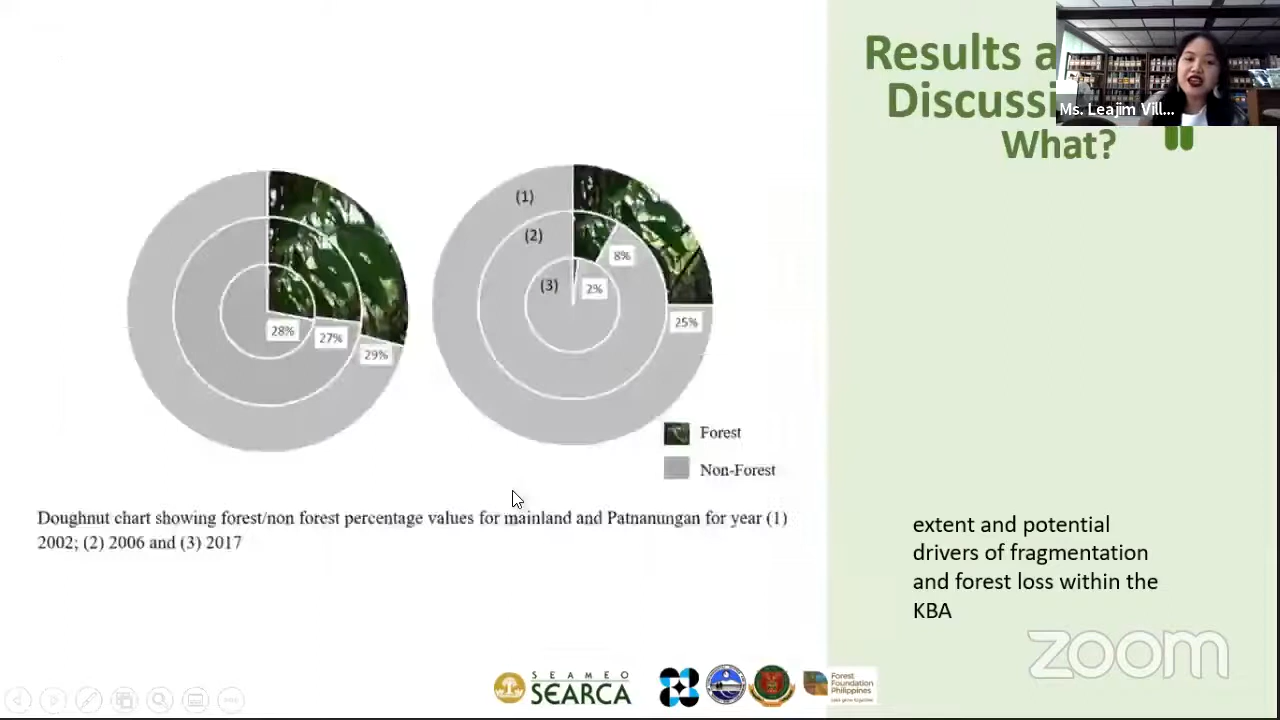 Results a
Discussi
What?
Ms. Leajim Vill...
(1)
(2)
(3)
8%
2%
25%
28%
27%
29%
Forest
Non-Forest
Doughnut chart showing forest/non forest percentage values for mainland and Patnanungan for year (1)
2002; (2) 2006 and (3) 2017
extent and potential
drivers of fragmentation
and forest loss within the
KBA
zoom
SEAMEO
SEARCA
Forest
Foundation
Philippines